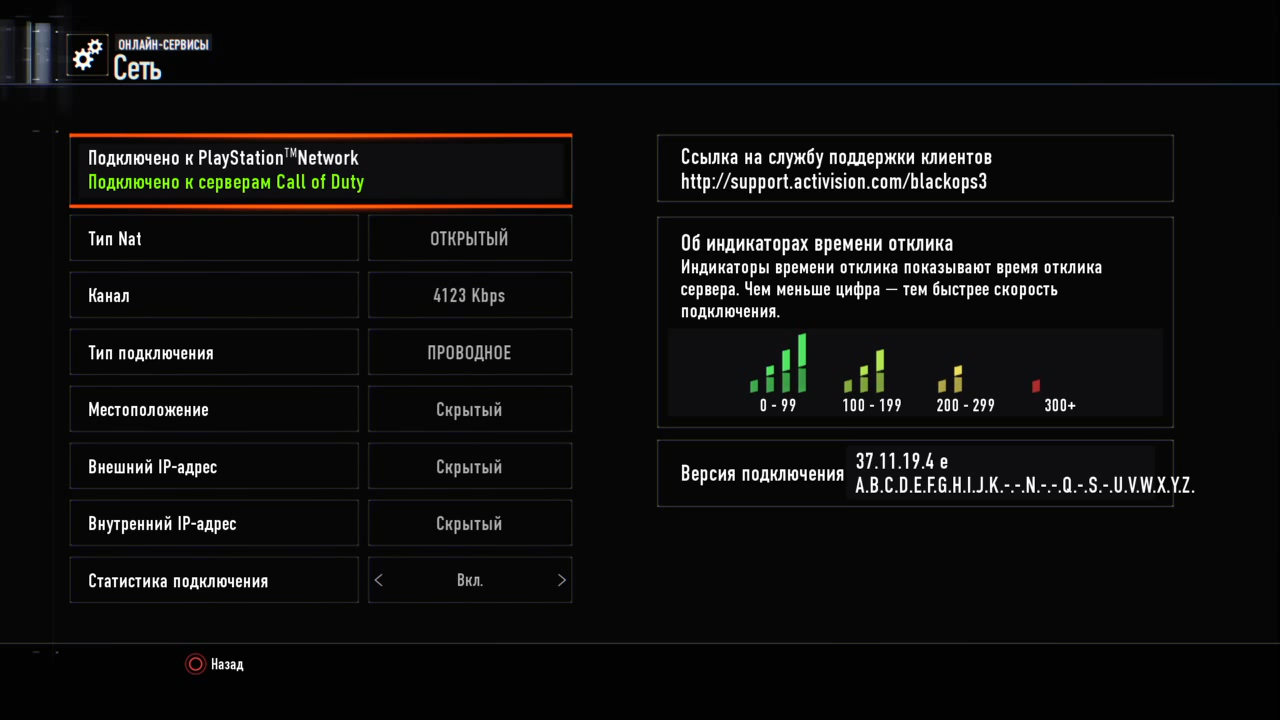 ОНЛАЙН-СЕРВИСЫ
Сеть
Подключено к PlayStation™Network
Подключено к серверам Call of Duty
Тип Nat
ОТКРЫТЫЙ
Канал
4123 Kbps
Тип подключения
ПРОВОДНОЕ
Местоположение
Скрытый
Внешний IP-адрес
Скрытый
Внутренний IP-адрес
Скрытый
Статистика подключения
Вкл.
Ссылка на службу поддержки клиентов
http://support.activision.com/blackops3
Об индикаторах времени отклика
Индикаторы времени отклика показывают время отклика
сервера. Чем меньше цифра — тем быстрее скорость
подключения.
0 - 99
100 - 199
200 - 299
300+
Версия подключения
37.11.19.4 e
A.B.C.D.E.F.G.H.I.J.K.-.-.N.-.-.Q.-.S.-.U.V.W.X.Y.Z.
Назад